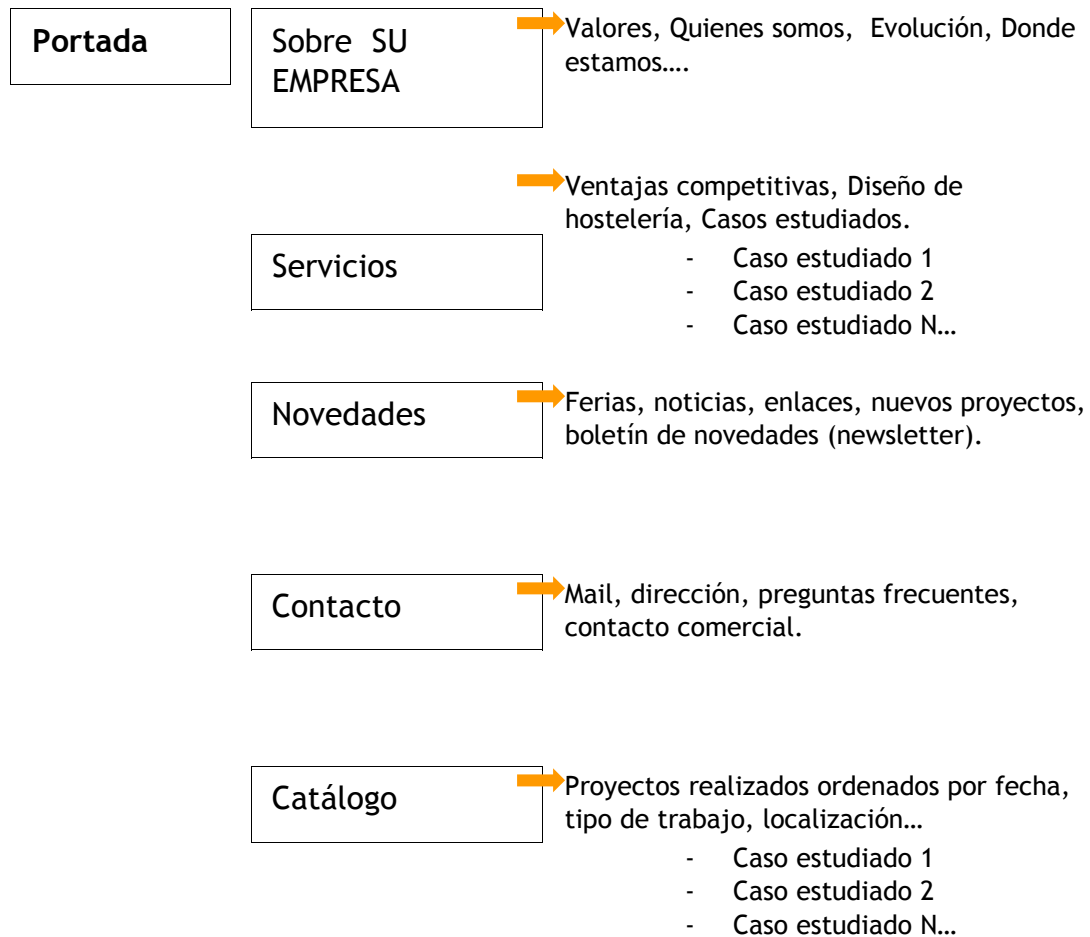 Portada
Sobre SU
EMPRESA
Valores, Quienes somos, Evolución, Donde
estamos….
Ventajas competitivas, Diseño de
hostelería, Casos estudiados.
- Caso estudiado 1
- Caso estudiado 2
- Caso estudiado N…
Servicios
Novedades
Ferias, noticias, enlaces, nuevos proyectos,
boletín de novedades (newsletter).
Contacto
Mail, dirección, preguntas frecuentes,
contacto comercial.
Catálogo
Proyectos realizados ordenados por fecha,
tipo de trabajo, localización…
- Caso estudiado 1
- Caso estudiado 2
- Caso estudiado N…